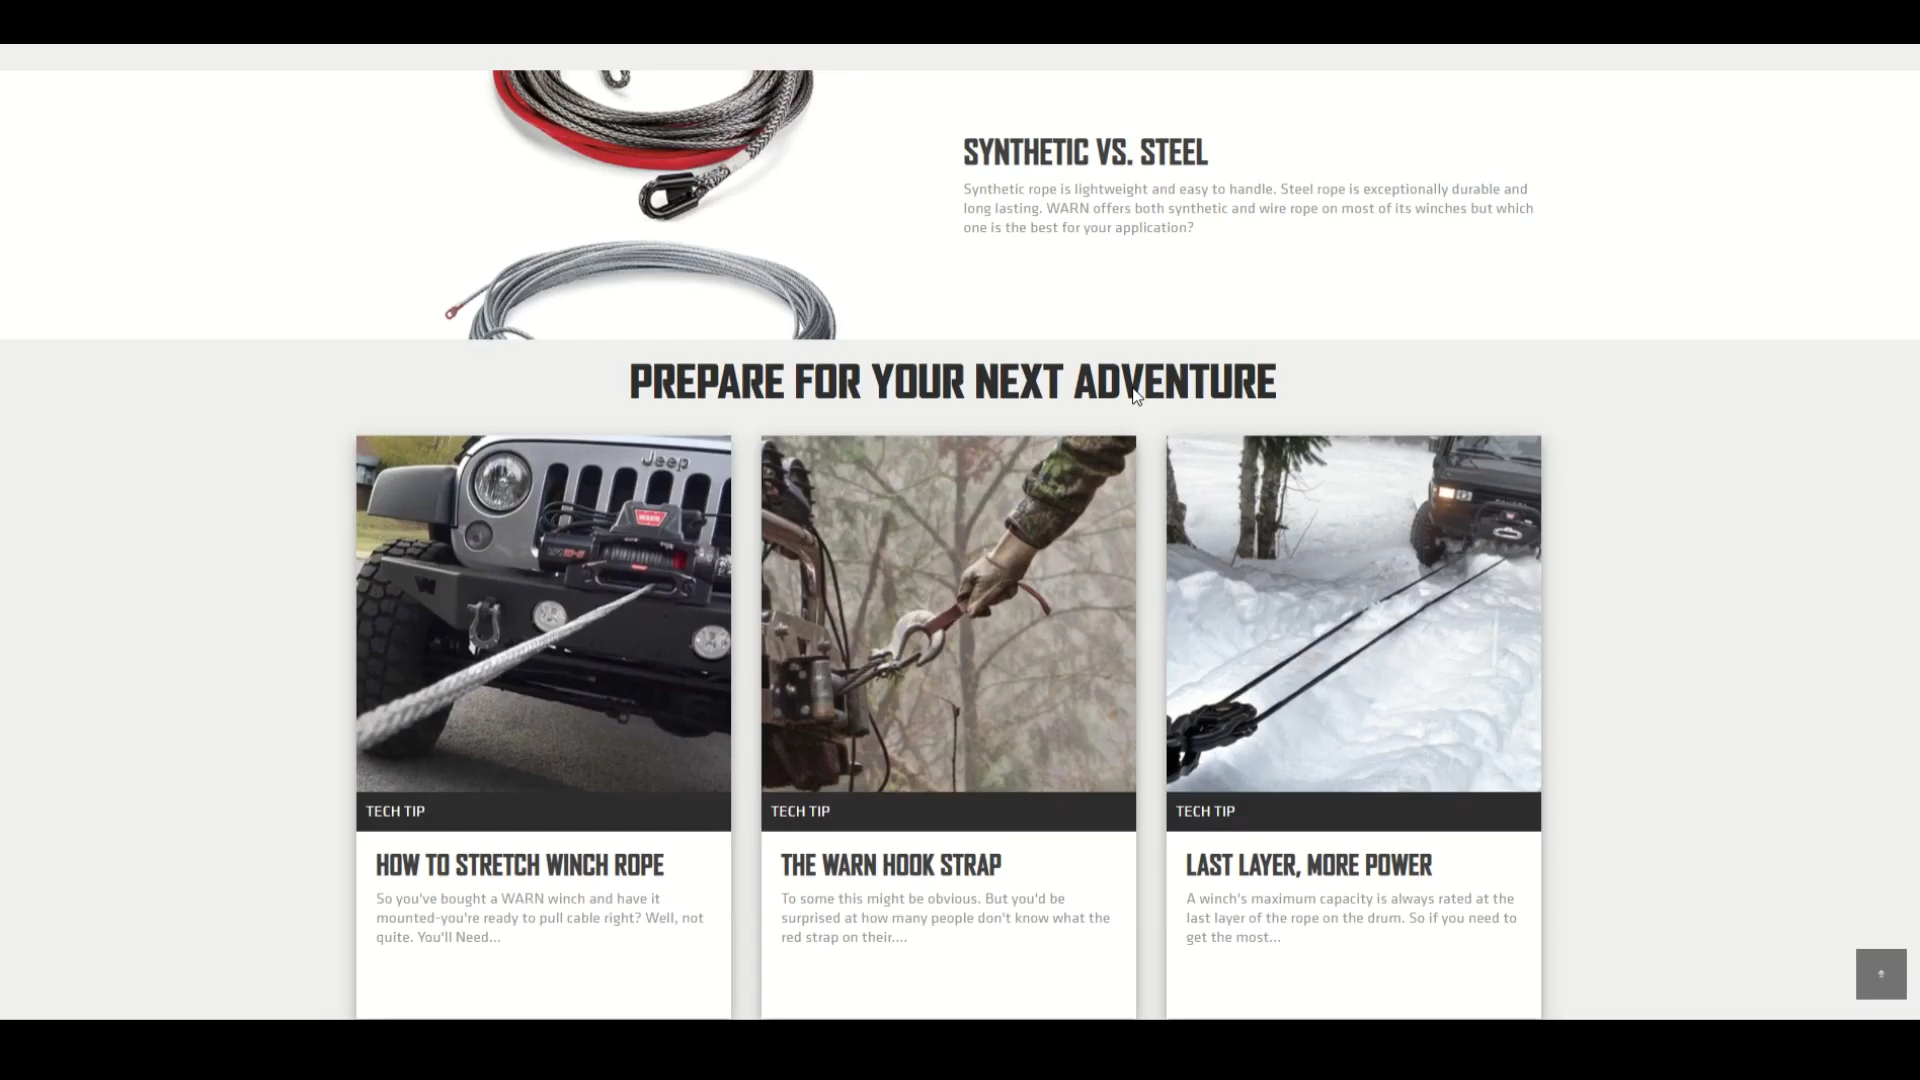 SYNTHETIC VS. STEEL
Synthetic rope is lightweight and easy to handle. Steel rope is exceptionally durable and
long lasting. WARN offers both synthetic and wire rope on most of its winches but which
one is the best for your application?
PREPARE FOR YOUR NEXT ADVENTURE
Jeep
WARN
TECH TIP
HOW TO STRETCH WINCH ROPE
So you've bought a WARN winch and have it
mounted-you're ready to pull cable right? Well, not
quite. You'll Need...
TECH TIP
THE WARN HOOK STRAP
To some this might be obvious. But you'd be
surprised at how many people don't know what the
red strap on their....
TECH TIP
LAST LAYER, MORE POWER
A winch's maximum capacity is always rated at the
last layer of the rope on the drum. So if you need to
get the most...